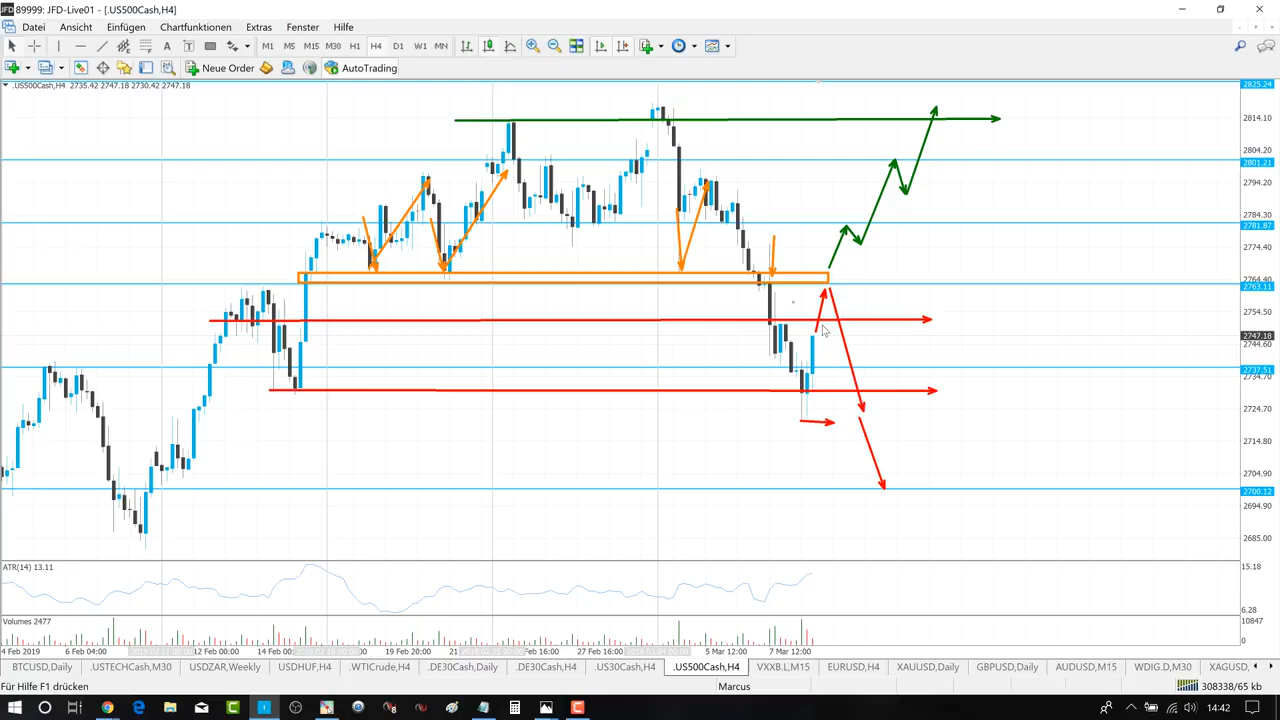 JFD 89999: JFD-Live01 - [.US500Cash,H4]
Datei Ansicht Einfügen Chartfunktionen Extras Fenster Hilfe
M1 M5 M15 M30 H1 H4 D1 W1 MN
Neue Order AutoTrading
.US500Cash,H4 2735.42 2747.18 2730.42 2747.18
2825.24
2814.10
2804.20
2801.21
2794.20
2784.30
2781.87
2774.40
2764.40
2763.11
2754.50
2747.18
2744.60
2737.51
2734.70
2724.70
2714.80
2704.90
2700.12
2695.00
2685.00
ATR(14) 13.11
15.18
6.28
Volumes 2477
10847
0
4 Feb 2019 6 Feb 04:00 12 Feb 00:00 14 Feb 00:00 19 Feb 20:00 27 Feb 16:00 5 Mar 12:00 7 Mar 12:00
BTCUSD,Daily .USTECHCash,M30 USDZAR,Weekly USDHUF,H4 .WTICrude,H4 .DE30Cash,Daily .DE30Cash,H4 .US30Cash,H4 .US500Cash,H4 VXXB.L,M15 EURUSD,H4 XAUUSD,Daily GBPUSD,Daily AUDUSD,M15 WDIG.D,M30 XAGUSD,
Für Hilfe F1 drücken Marcus 308338/65 kb
14:42